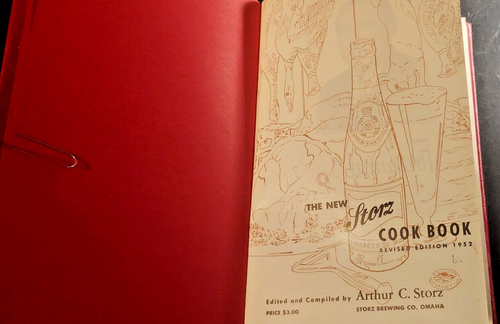 THE NEW Storz
COOK BOOK
REVISED EDITION 1952
Edited and Compiled by Arthur C. Storz
PRICE $3.00 STORZ BREWING CO. OMAHA